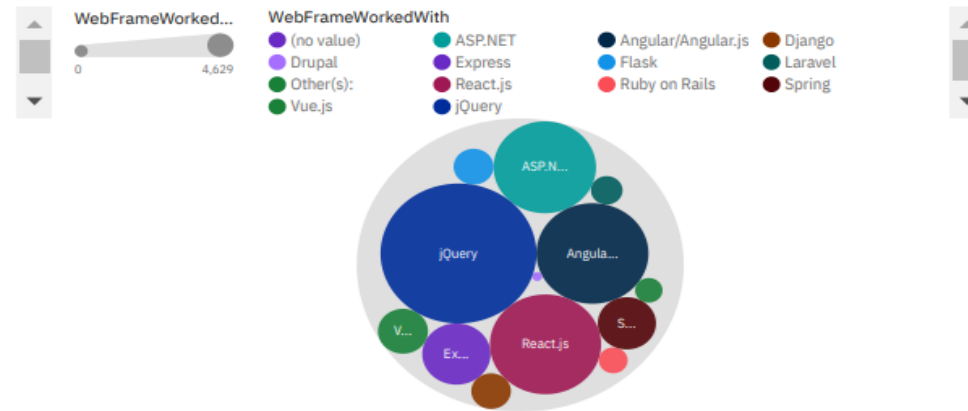 WebFrameWorked...
0 4,629
WebFrameWorkedWith
(no value) ASP.NET Angular/Angular.js Django
Drupal Express Flask Laravel
Other(s): React.js Ruby on Rails Spring
Vue.js jQuery
ASP.N...
jQuery Angula...
V... Ex... React.js S...